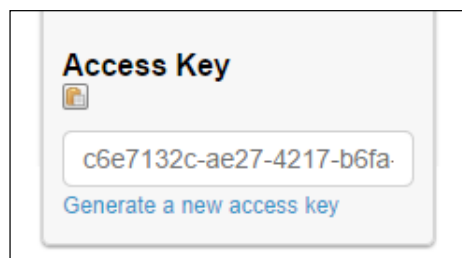 Access Key
c6e7132c-ae27-4217-b6fa-
Generate a new access key